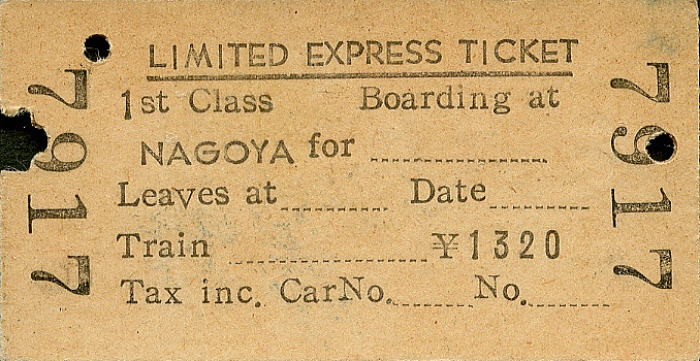 LIMITED EXPRESS TICKET
1st Class Boarding at
NAGOYA for
Leaves at Date
Train ¥1320
Tax inc. CarNo. No.
7917
7917